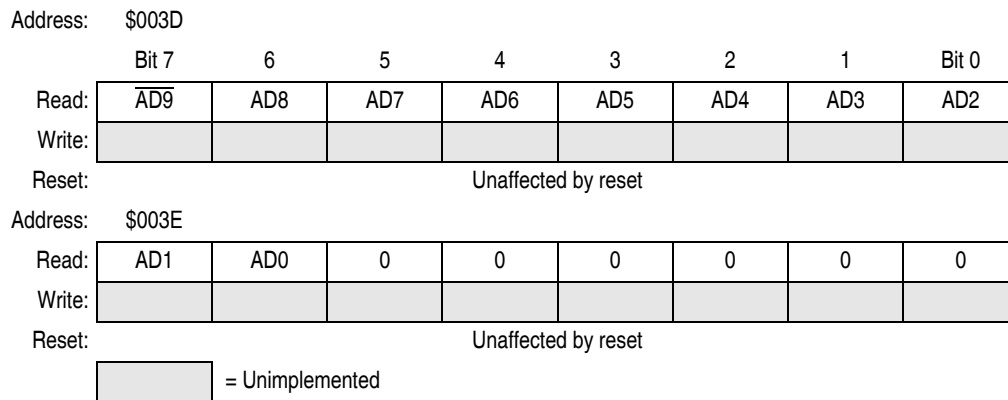 Address: $003D
Bit 7 6 5 4 3 2 1 Bit 0
Read: A̅D̅9̅ AD8 AD7 AD6 AD5 AD4 AD3 AD2
Write:
Reset: Unaffected by reset
Address: $003E
Read: AD1 AD0 0 0 0 0 0 0
Write:
Reset: Unaffected by reset
= Unimplemented